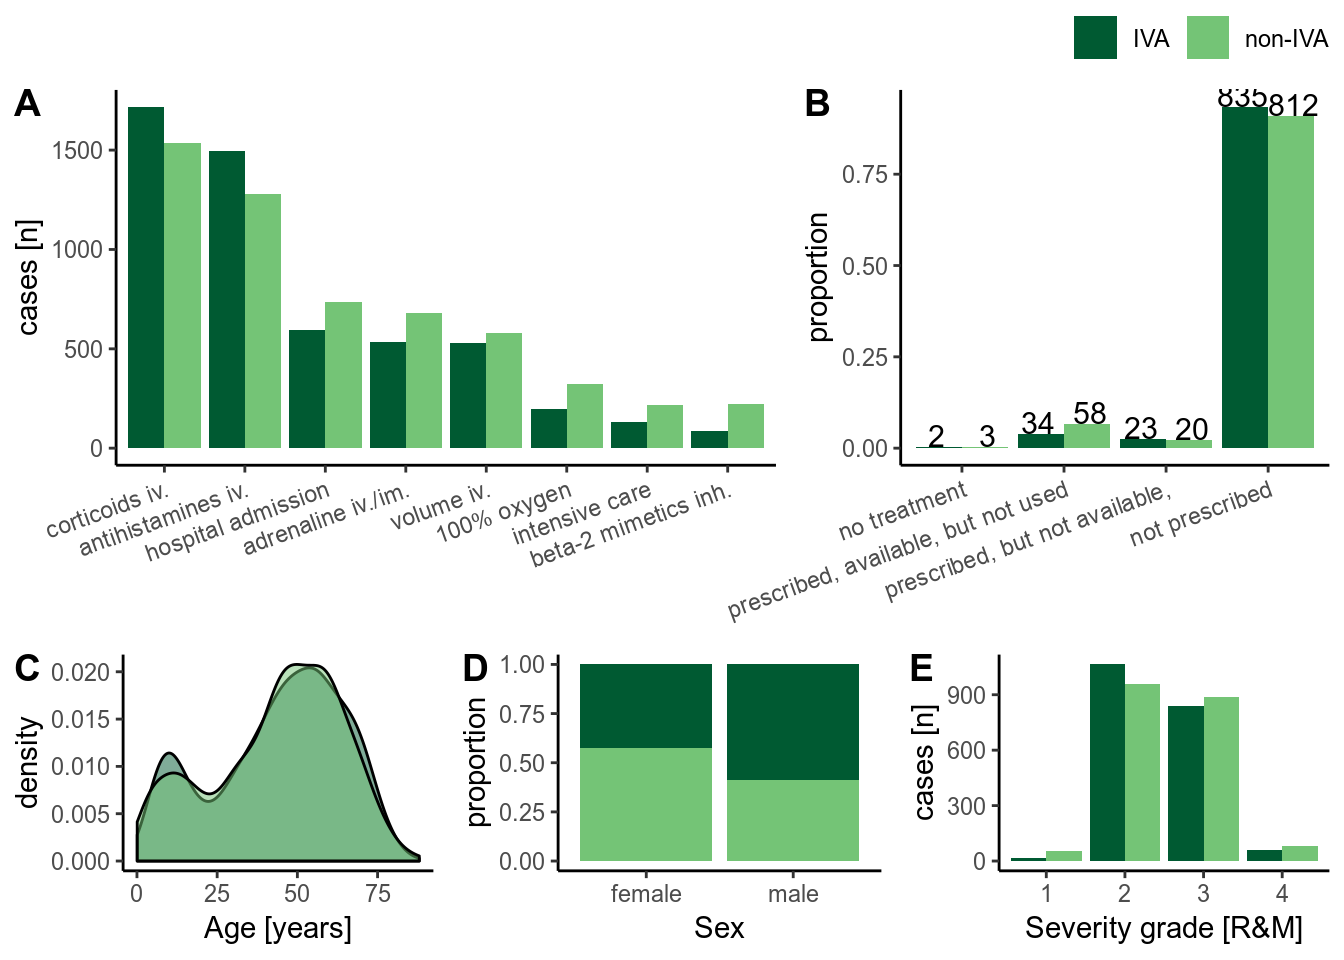 IVA non-IVA
A
cases [n]
1500
1000
500
0
corticoids iv.
antihistamines iv.
hospital admission
adrenaline iv./im.
volume iv.
100% oxygen
intensive care
beta-2 mimetics inh.
B
proportion
0.75
0.50
0.25
0.00
2 3 34 58 23 20 835 812
no treatment
prescribed, available, but not used
prescribed, but not available,
not prescribed
C
density
0.020
0.015
0.010
0.005
0.000
0 25 50 75
Age [years]
D
proportion
1.00
0.75
0.50
0.25
0.00
female male
Sex
E
cases [n]
900
600
300
0
1 2 3 4
Severity grade [R&M]